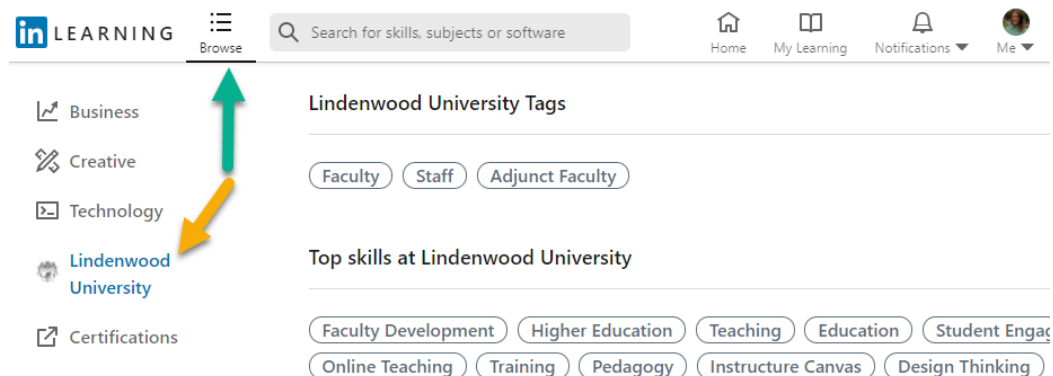 in LEARNING
Browse
Search for skills, subjects or software
Home
My Learning
Notifications
Me
Business
Creative
Technology
Lindenwood
University
Certifications
Lindenwood University Tags
Faculty Staff Adjunct Faculty
Top skills at Lindenwood University
Faculty Development Higher Education Teaching Education Student Engag
Online Teaching Training Pedagogy Instructure Canvas Design Thinking